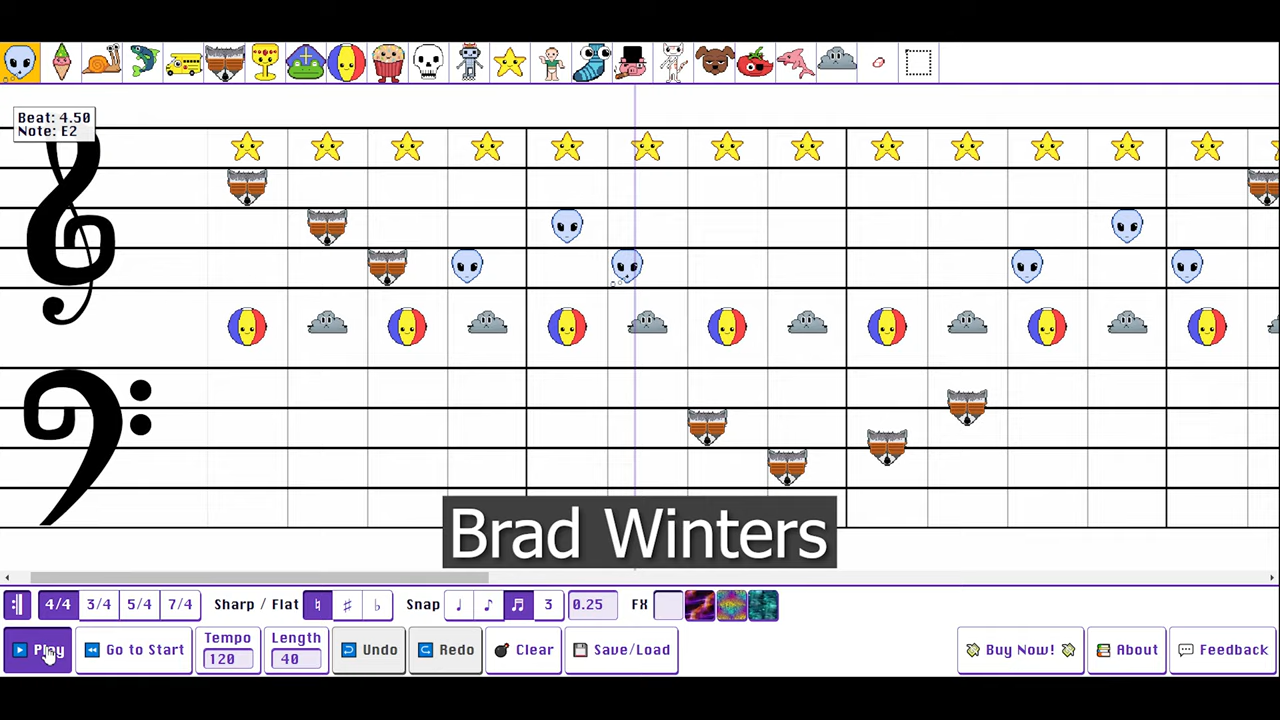 Beat: 4.50
Note: E2
Brad Winters
4/4 3/4 5/4 7/4 Sharp / Flat ♮ ♯ ♭ Snap ♩ ♪ ♬ 3 0.25 FX
Play Go to Start Tempo 120 Length 40 Undo Redo Clear Save/Load Buy Now! About Feedback